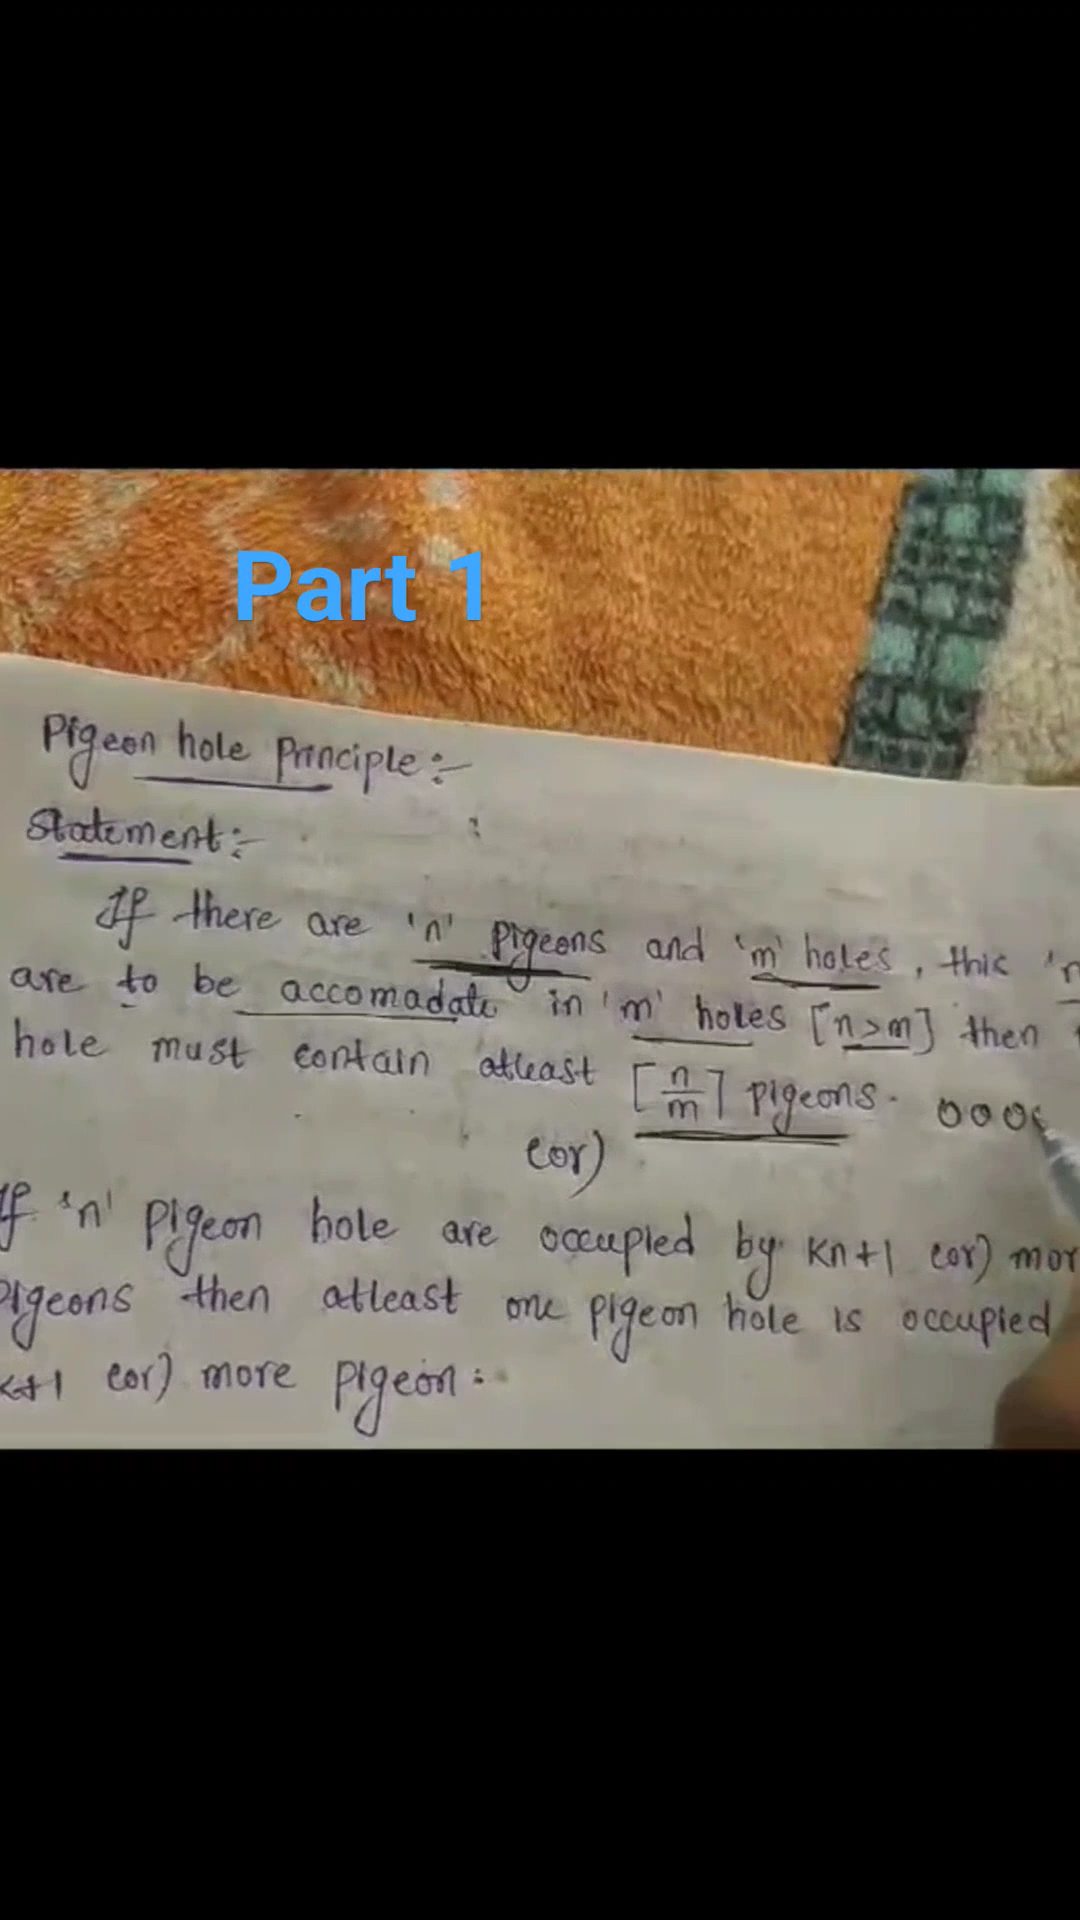 Part 1
Pigeon hole Principle :-
Statement :-
If there are 'n' pigeons and 'm' holes, this 'n
are to be accomadate in 'm' holes [n>m] then
hole must contain atleast [n/m] pigeons.
(or)
If 'n' pigeon hole are occupied by kn+1 (or) mor
pigeons then atleast one pigeon hole is occupied
k+1 (or) more pigeon :